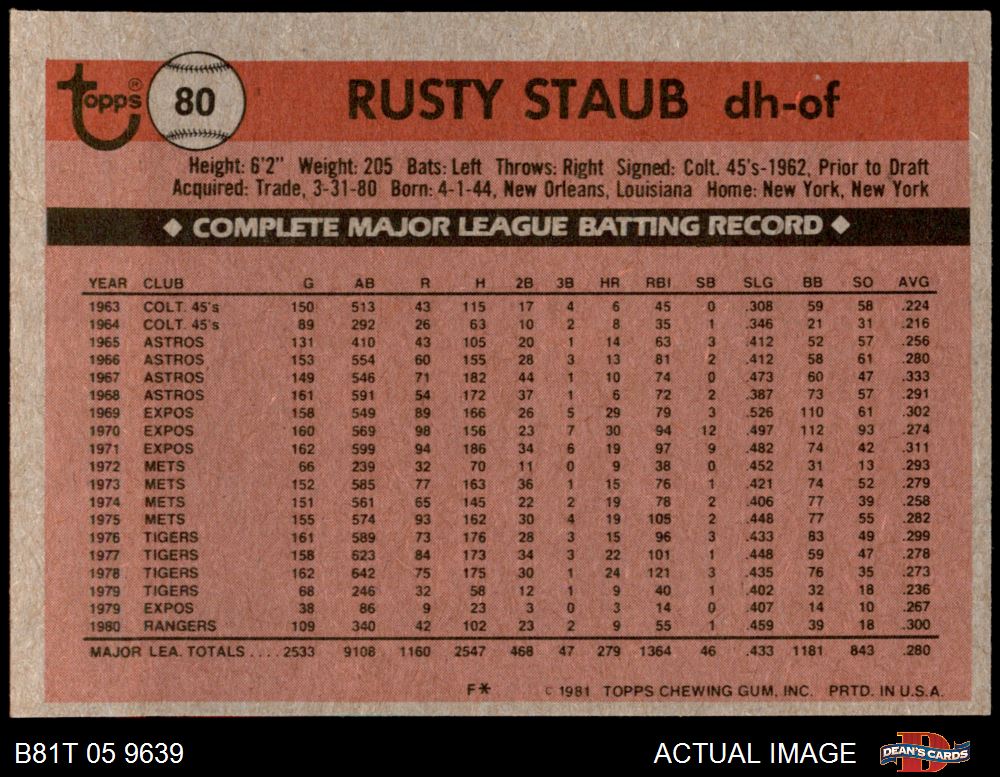 topps® 80 RUSTY STAUB dh-of
Height: 6'2" Weight: 205 Bats: Left Throws: Right Signed: Colt. 45's-1962, Prior to Draft
Acquired: Trade, 3-31-80 Born: 4-1-44, New Orleans, Louisiana Home: New York, New York
◆ COMPLETE MAJOR LEAGUE BATTING RECORD ◆
YEAR CLUB G AB R H 2B 3B HR RBI SB SLG BB SO AVG
1963 COLT. 45's 150 513 43 115 17 4 6 45 0 .308 59 58 .224
1964 COLT. 45's 89 292 26 63 10 2 8 35 1 .346 21 31 .216
1965 ASTROS 131 410 43 105 20 1 14 63 3 .412 52 57 .256
1966 ASTROS 153 554 60 155 28 3 13 81 2 .412 58 61 .280
1967 ASTROS 149 546 71 182 44 1 10 74 0 .473 60 47 .333
1968 ASTROS 161 591 54 172 37 1 6 72 2 .387 73 57 .291
1969 EXPOS 158 549 89 166 26 5 29 79 3 .526 110 61 .302
1970 EXPOS 160 569 98 156 23 7 30 94 12 .497 112 93 .274
1971 EXPOS 162 599 94 186 34 6 19 97 9 .482 74 42 .311
1972 METS 66 239 32 70 11 0 9 38 0 .452 31 13 .293
1973 METS 152 585 77 163 36 1 15 76 1 .421 74 52 .279
1974 METS 151 561 65 145 22 2 19 78 2 .406 77 39 .258
1975 METS 155 574 93 162 30 4 19 105 2 .448 77 55 .282
1976 TIGERS 161 589 73 176 28 3 15 96 3 .433 83 49 .299
1977 TIGERS 158 623 84 173 34 3 22 101 1 .448 59 47 .278
1978 TIGERS 162 642 75 175 30 1 24 121 3 .435 76 35 .273
1979 TIGERS 68 246 32 58 12 1 9 40 1 .402 32 18 .236
1979 EXPOS 38 86 9 23 3 0 3 14 0 .407 14 10 .267
1980 RANGERS 109 340 42 102 23 2 9 55 1 .459 39 18 .300
MAJOR LEA. TOTALS .... 2533 9108 1160 2547 468 47 279 1364 46 .433 1181 843 .280
F* © 1981 TOPPS CHEWING GUM, INC. PRTD. IN U.S.A.
B81T 05 9639 ACTUAL IMAGE DEAN'S CARDS